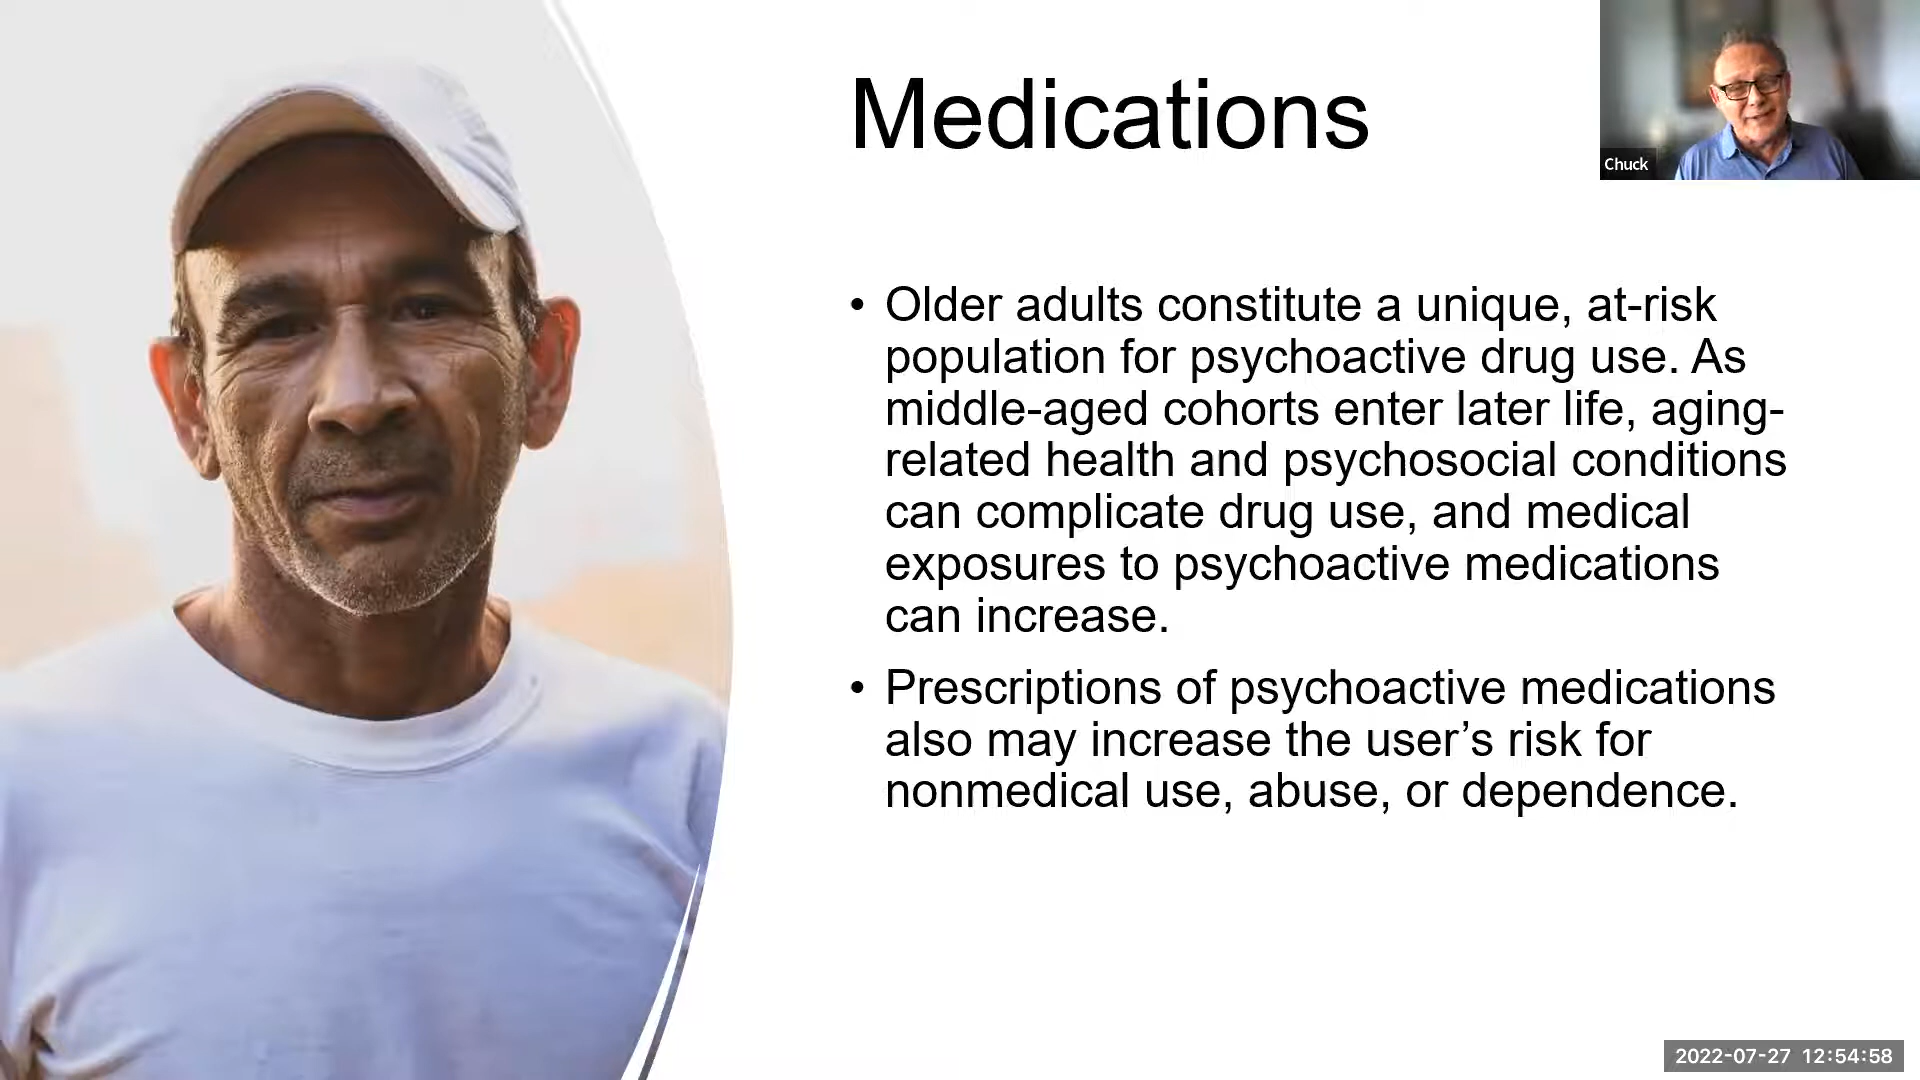 Medications
Chuck
• Older adults constitute a unique, at-risk
population for psychoactive drug use. As
middle-aged cohorts enter later life, aging-
related health and psychosocial conditions
can complicate drug use, and medical
exposures to psychoactive medications
can increase.
• Prescriptions of psychoactive medications
also may increase the user’s risk for
nonmedical use, abuse, or dependence.
2022-07-27 12:54:58